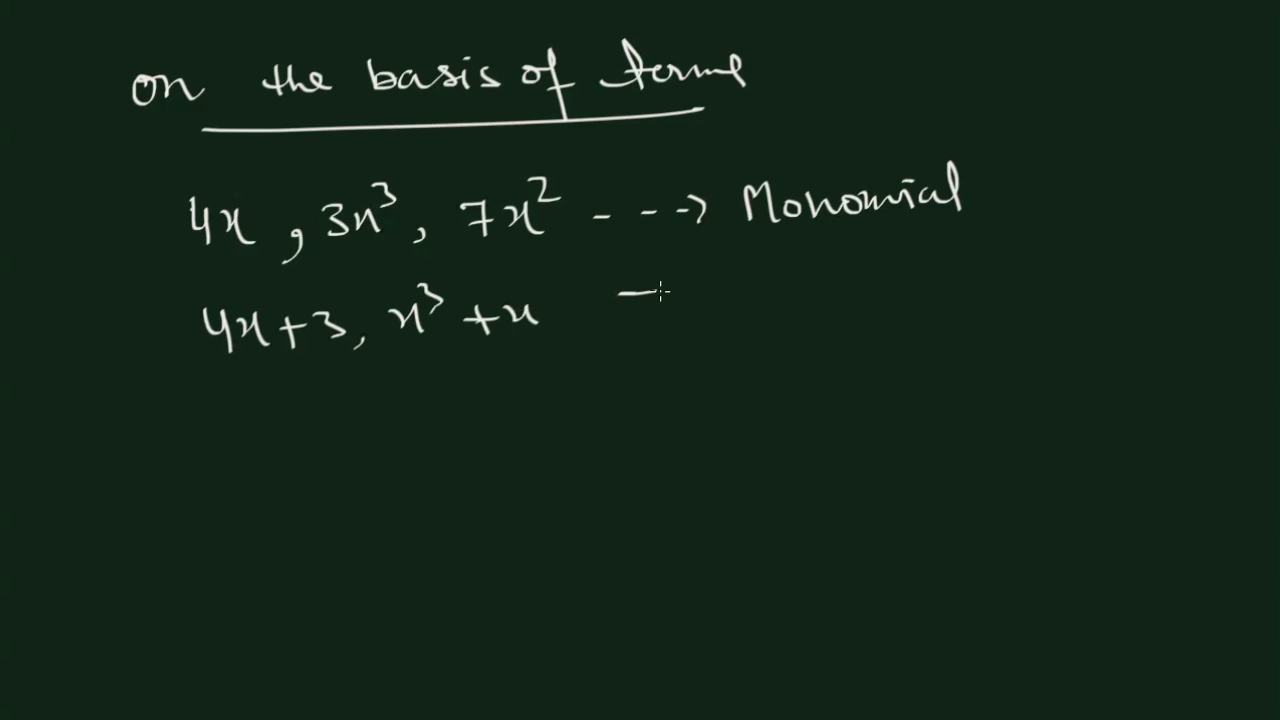 on the basis of terms
4x , 3x³, 7x² - - -> Monomial
4x+3, x³ +x —